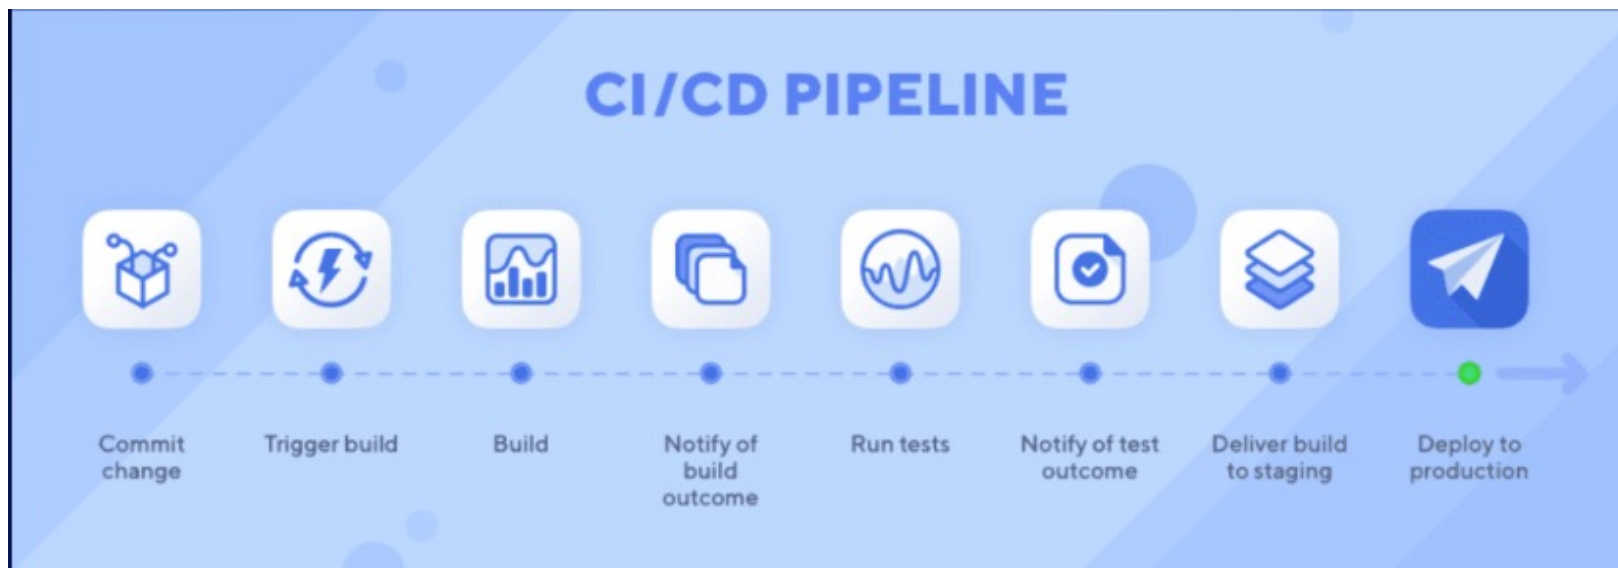 CI/CD PIPELINE
Commit
change
Trigger build
Build
Notify of
build
outcome
Run tests
Notify of test
outcome
Deliver build
to staging
Deploy to
production